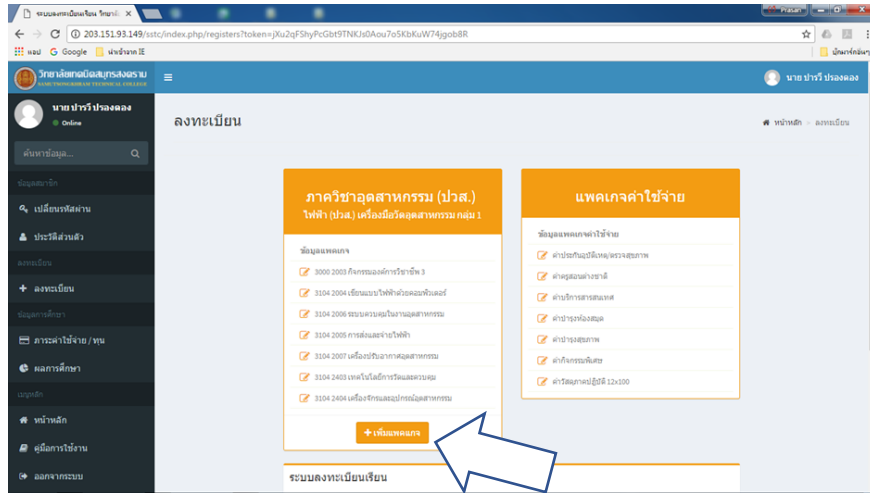 ระบบลงทะเบียนเรียน วิทยาลั
Prasan
203.151.93.149/sstc/index.php/registers?token=jXu2qFShyPcGbt9TNKJs0Aou7o5KbKuW74jgob8R
แอป Google นำเข้าจาก IE
บุ๊กมาร์กอื่นๆ
วิทยาลัยเทคนิคสมุทรสงคราม
SAMUTSONGKHRAM TECHNICAL COLLEGE
นาย ปารวี ปรองดอง
นาย ปารวี ปรองดอง
Online
ค้นหาข้อมูล...
ข้อมูลสมาชิก
เปลี่ยนรหัสผ่าน
ประวัติส่วนตัว
ลงทะเบียน
ลงทะเบียน
ข้อมูลการศึกษา
ภาระค่าใช้จ่าย / ทุน
ผลการศึกษา
เมนูหลัก
หน้าหลัก
คู่มือการใช้งาน
ออกจากระบบ
ลงทะเบียน
หน้าหลัก > ลงทะเบียน
ภาควิชาอุตสาหกรรม (ปวส.)
ไฟฟ้า (ปวส.) เครื่องมือวัดอุตสาหกรรม กลุ่ม 1
ข้อมูลแพคเกจ
3000 2003 กิจกรรมองค์การวิชาชีพ 3
3104 2004 เขียนแบบไฟฟ้าด้วยคอมพิวเตอร์
3104 2006 ระบบควบคุมในงานอุตสาหกรรม
3104 2005 การส่งและจ่ายไฟฟ้า
3104 2007 เครื่องปรับอากาศอุตสาหกรรม
3104 2403 เทคโนโลยีการวัดและควบคุม
3104 2404 เครื่องจักรและอุปกรณ์อุตสาหกรรม
+ เพิ่มแพคแกจ
แพคเกจค่าใช้จ่าย
ข้อมูลแพคเกจค่าใช้จ่าย
ค่าประกันอุบัติเหตุ/ตรวจสุขภาพ
ค่าครูสอนต่างชาติ
ค่าบริการสารสนเทศ
ค่าบำรุงห้องสมุด
ค่าบำรุงสุขภาพ
ค่ากิจกรรมพิเศษ
ค่าวัสดุภาคปฏิบัติ 12x100
ระบบลงทะเบียนเรียน